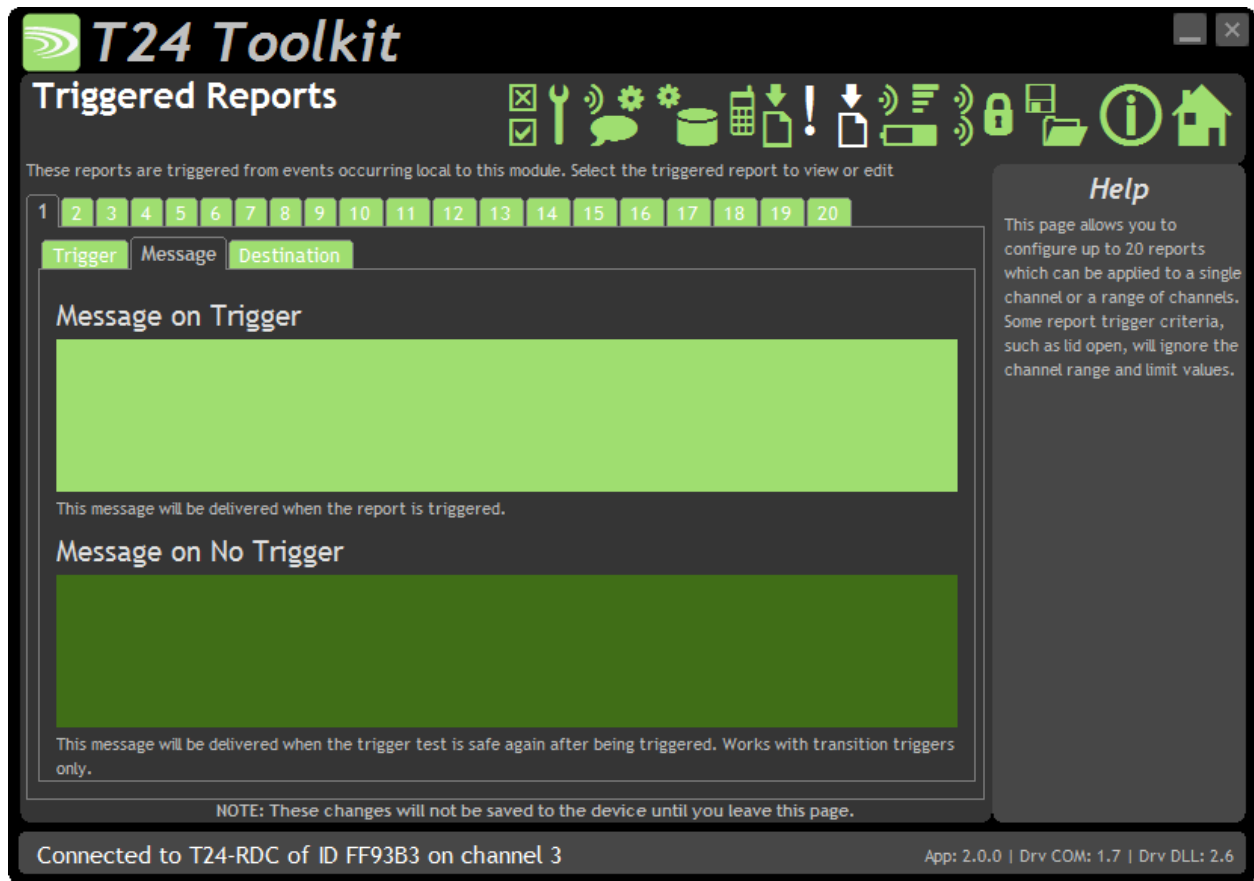 T24 Toolkit
Triggered Reports
These reports are triggered from events occurring local to this module. Select the triggered report to view or edit
1 2 3 4 5 6 7 8 9 10 11 12 13 14 15 16 17 18 19 20
Trigger Message Destination
Message on Trigger
This message will be delivered when the report is triggered.
Message on No Trigger
This message will be delivered when the trigger test is safe again after being triggered. Works with transition triggers
only.
NOTE: These changes will not be saved to the device until you leave this page.
Help
This page allows you to
configure up to 20 reports
which can be applied to a single
channel or a range of channels.
Some report trigger criteria,
such as lid open, will ignore the
channel range and limit values.
Connected to T24-RDC of ID FF93B3 on channel 3
App: 2.0.0 | Drv COM: 1.7 | Drv DLL: 2.6